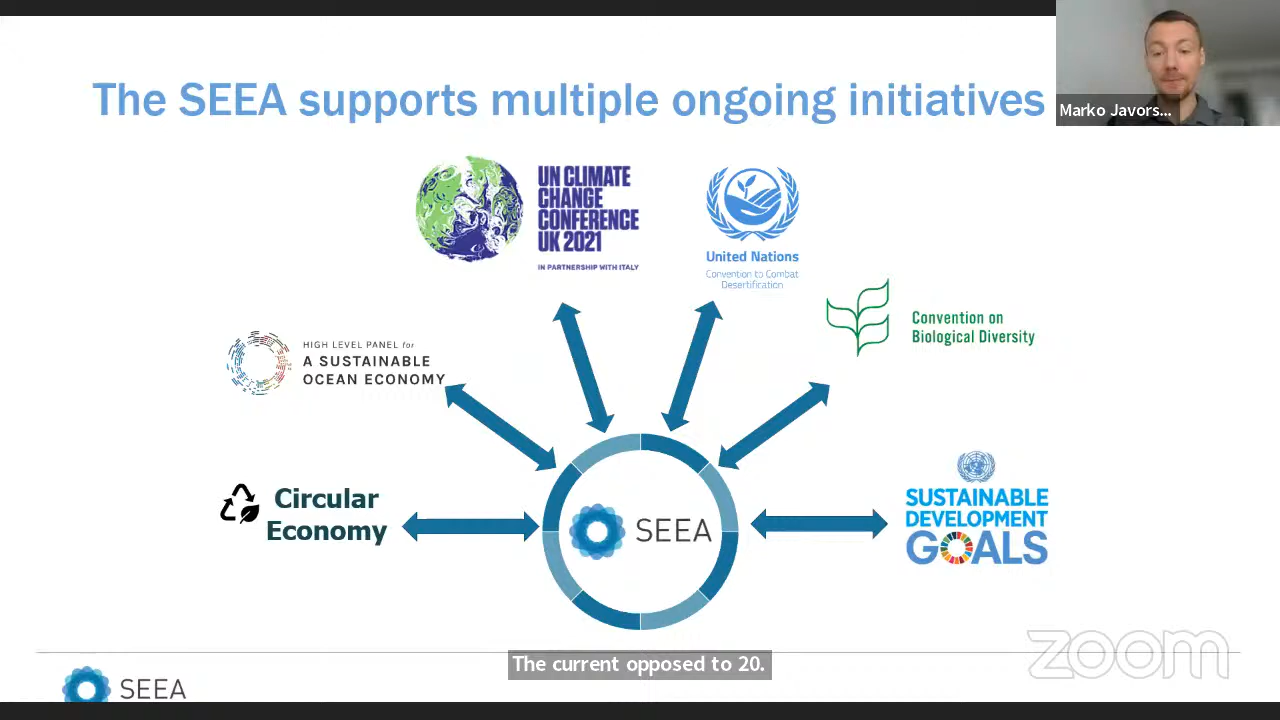 The SEEA supports multiple ongoing initiatives
Marko Javors...
UN CLIMATE
CHANGE
CONFERENCE
UK 2021
IN PARTNERSHIP WITH ITALY
United Nations
Convention to Combat
Desertification
Convention on
Biological Diversity
HIGH LEVEL PANEL for
A SUSTAINABLE
OCEAN ECONOMY
Circular
Economy
SEEA
SUSTAINABLE
DEVELOPMENT
GOALS
zoom
The current opposed to 20.
SEEA